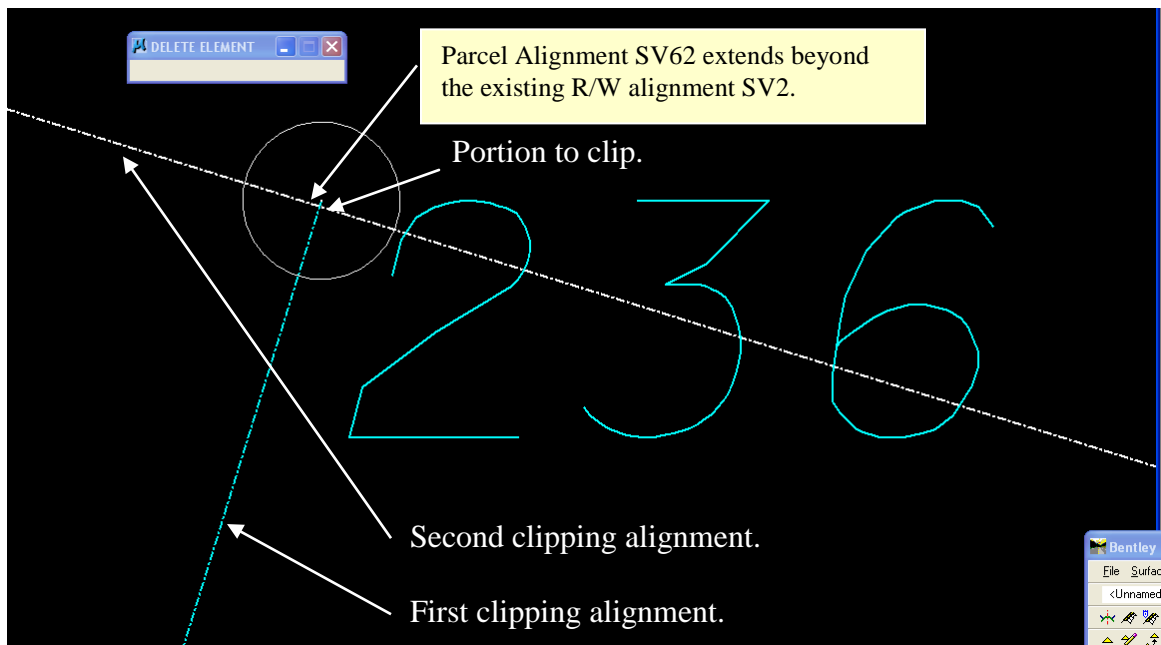 DELETE ELEMENT
Parcel Alignment SV62 extends beyond
the existing R/W alignment SV2.
Portion to clip.
236
Second clipping alignment.
First clipping alignment.
Bentley
File Surfac
<Unnamed